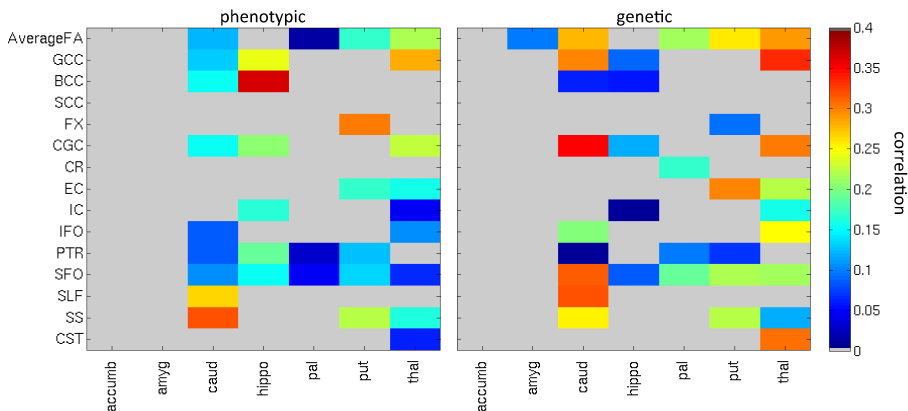 phenotypic
genetic
AverageFA
GCC
BCC
SCC
FX
CGC
CR
EC
IC
IFO
PTR
SFO
SLF
SS
CST
accumb
amyg
caud
hippo
pal
put
thal
accumb
amyg
caud
hippo
pal
put
thal
0.4
0.35
0.3
0.25
0.2
0.15
0.1
0.05
0
correlation